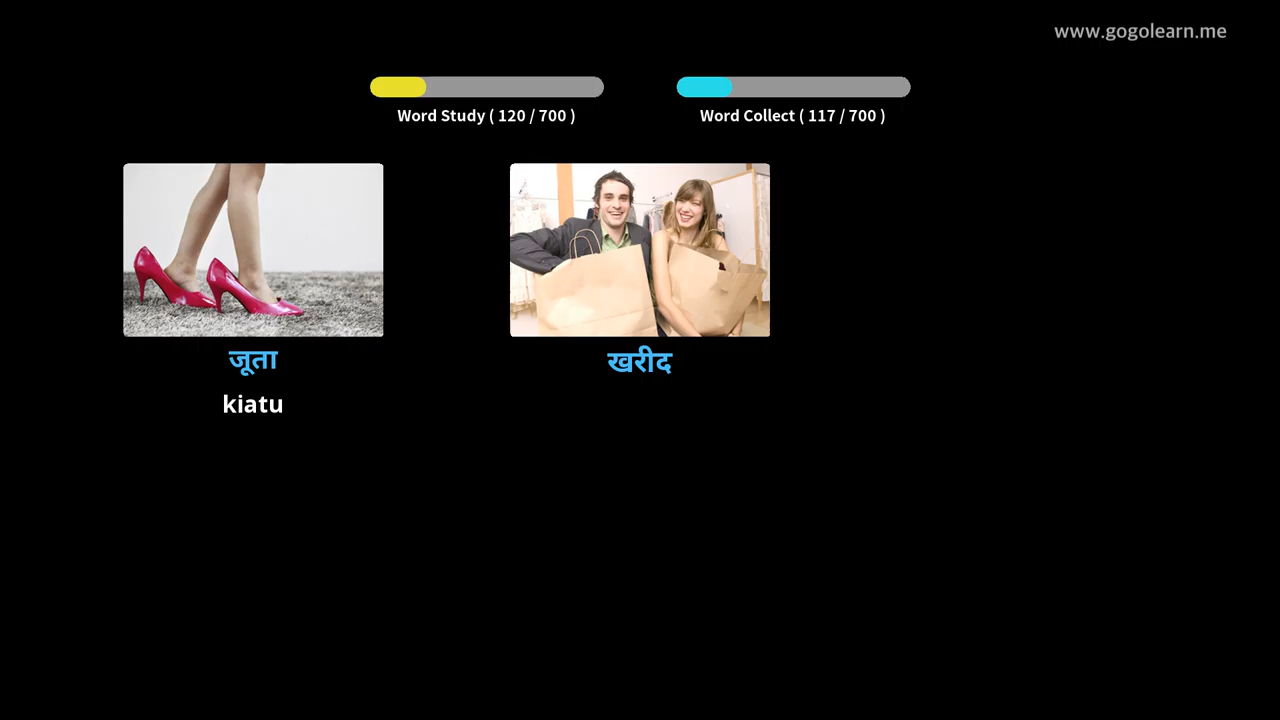 www.gogolearn.me
Word Study ( 120 / 700 )
Word Collect ( 117 / 700 )
जूता
kiatu
खरीद